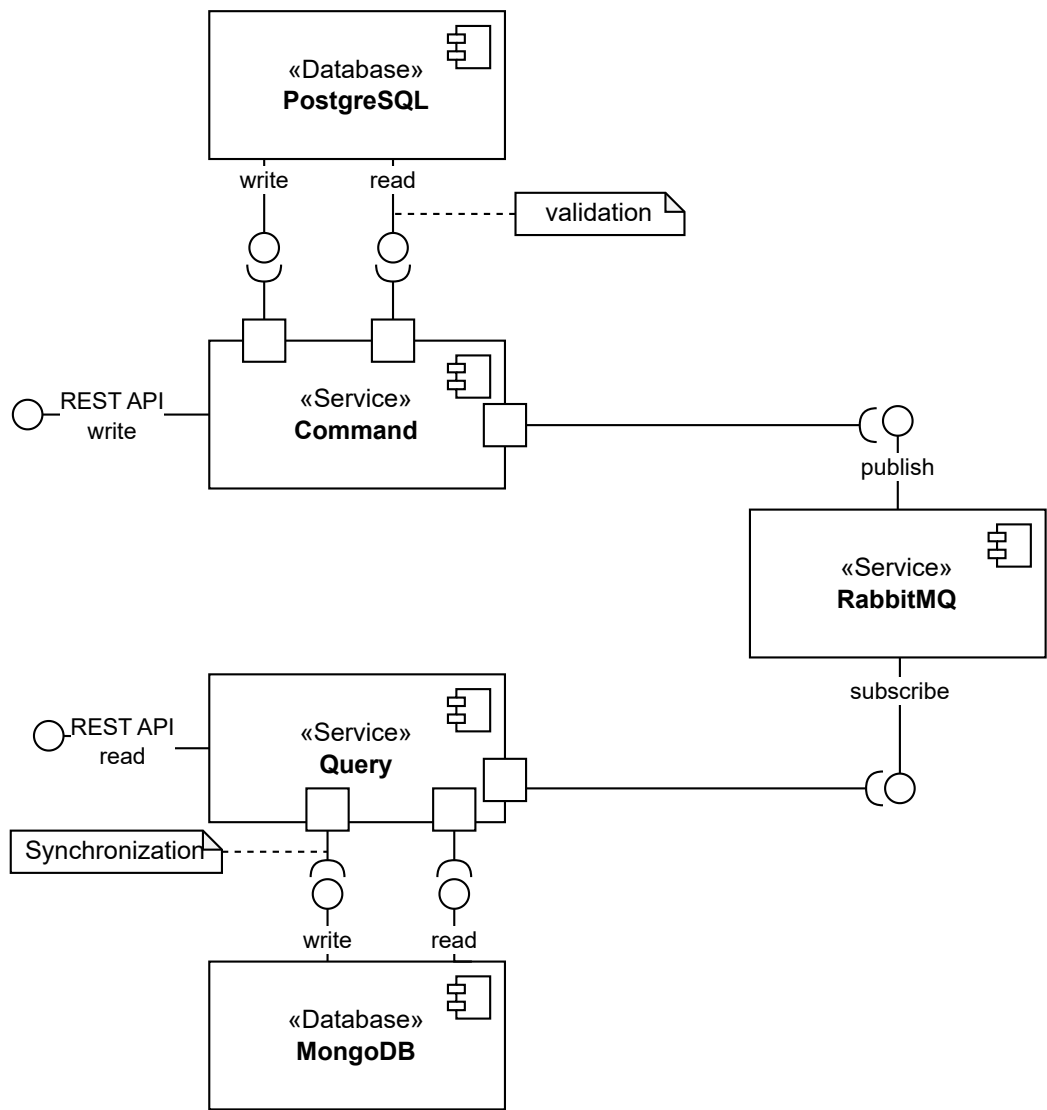 «Database»
PostgreSQL
write
read
validation
REST API
write
«Service»
Command
publish
«Service»
RabbitMQ
subscribe
REST API
read
«Service»
Query
Synchronization
write
read
«Database»
MongoDB